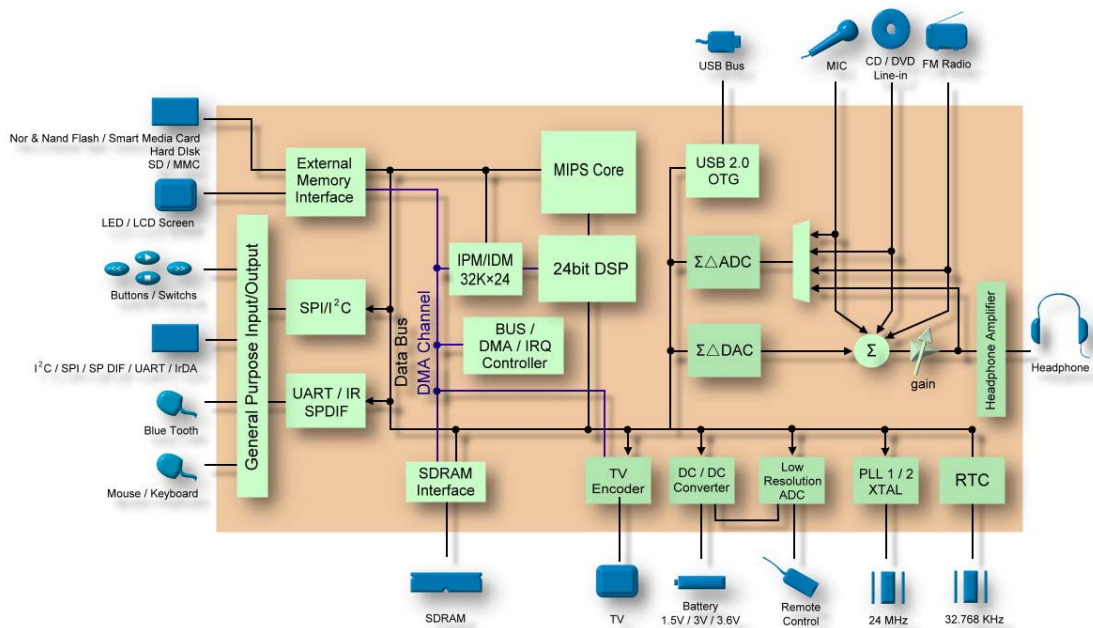 USB Bus
MIC
CD / DVD
Line-in
FM Radio
Nor & Nand Flash / Smart Media Card
Hard DIsk
SD / MMC
LED / LCD Screen
Buttons / Switchs
I²C / SPI / SP DIF / UART / IrDA
Blue Tooth
Mouse / Keyboard
General Purpose Input/Output
External
Memory
Interface
SPI/I²C
UART / IR
SPDIF
Data Bus
DMA Channel
MIPS Core
IPM/IDM
32K×24
24bit DSP
BUS /
DMA / IRQ
Controller
USB 2.0
OTG
Σ△ADC
Σ△DAC
Σ
gain
Headphone Amplifier
Headphone
SDRAM
Interface
TV
Encoder
DC / DC
Converter
Low
Resolution
ADC
PLL 1 / 2
XTAL
RTC
SDRAM
TV
Battery
1.5V / 3V / 3.6V
Remote
Control
24 MHz
32.768 KHz